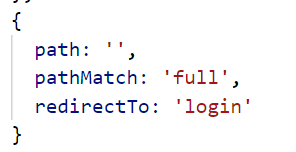 {
path: '',
pathMatch: 'full',
redirectTo: 'login'
}